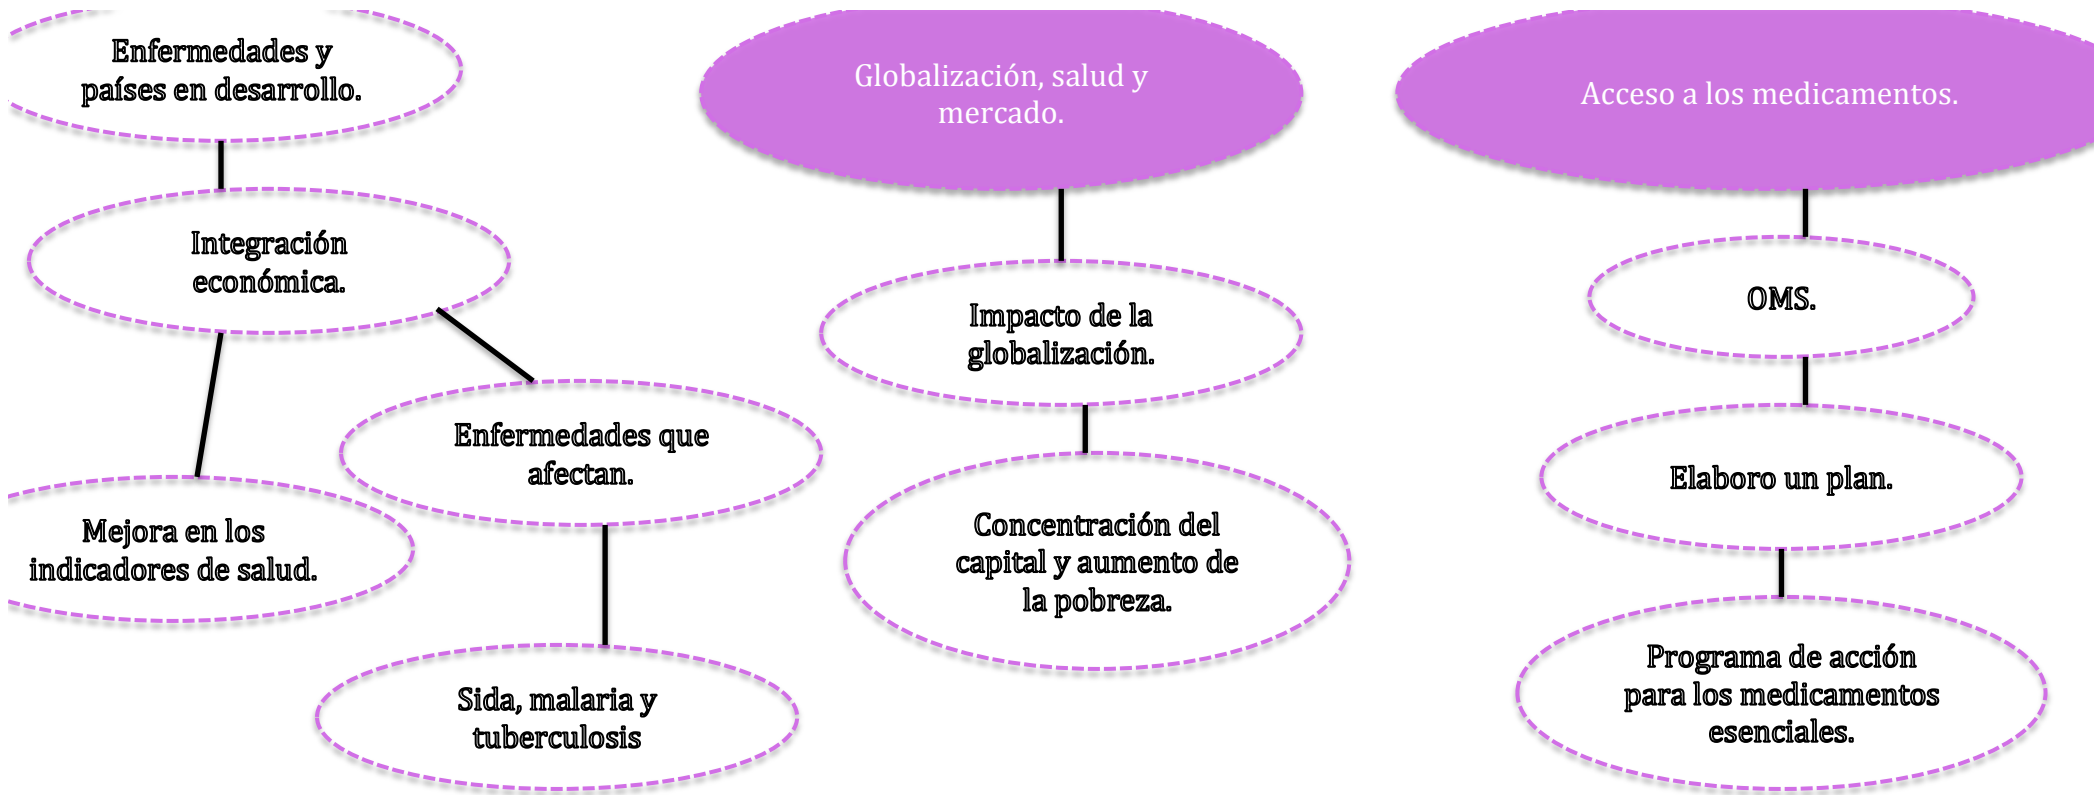 Enfermedades y
países en desarrollo.
Integración
económica.
Mejora en los
indicadores de salud.
Enfermedades que
afectan.
Sida, malaria y
tuberculosis
Globalización, salud y
mercado.
Impacto de la
globalización.
Concentración del
capital y aumento de
la pobreza.
Acceso a los medicamentos.
OMS.
Elaboro un plan.
Programa de acción
para los medicamentos
esenciales.